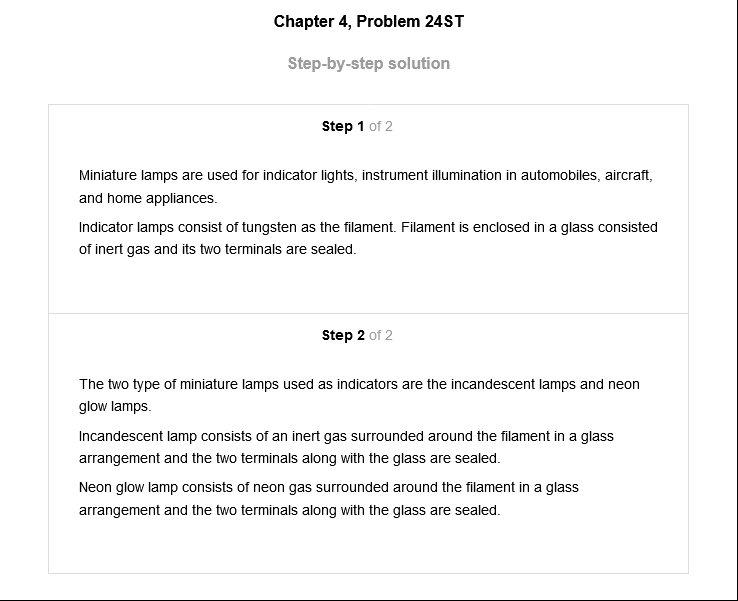 Chapter 4, Problem 24ST
Step-by-step solution
Step 1 of 2
Miniature lamps are used for indicator lights, instrument illumination in automobiles, aircraft,
and home appliances.
Indicator lamps consist of tungsten as the filament. Filament is enclosed in a glass consisted
of inert gas and its two terminals are sealed.
Step 2 of 2
The two type of miniature lamps used as indicators are the incandescent lamps and neon
glow lamps.
Incandescent lamp consists of an inert gas surrounded around the filament in a glass
arrangement and the two terminals along with the glass are sealed.
Neon glow lamp consists of neon gas surrounded around the filament in a glass
arrangement and the two terminals along with the glass are sealed.